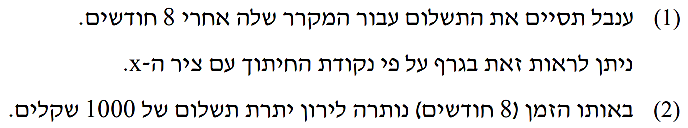 (1) ענבל תסיים את התשלום עבור המקרר שלה אחרי 8 חודשים.
ניתן לראות זאת בגרף על פי נקודת החיתוך עם ציר ה-x.
(2) באותו הזמן (8 חודשים) נותרה לירון יתרת תשלום של 1000 שקלים.